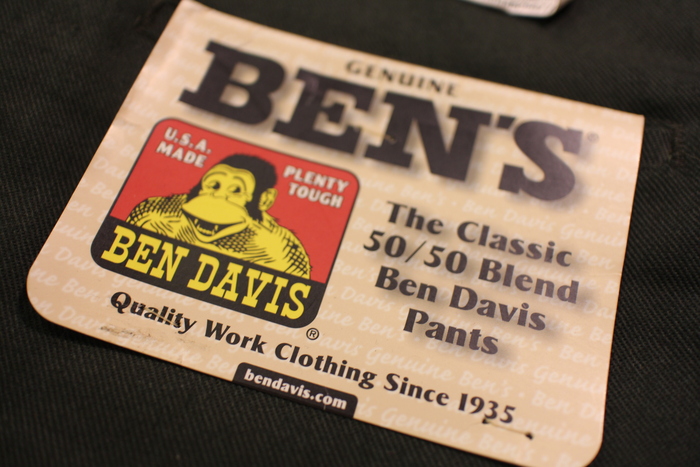 GENUINE
BEN'S®
U.S.A.
MADE
PLENTY
TOUGH
BEN DAVIS
®
The Classic
50/50 Blend
Ben Davis
Pants
Quality Work Clothing Since 1935
bendavis.com